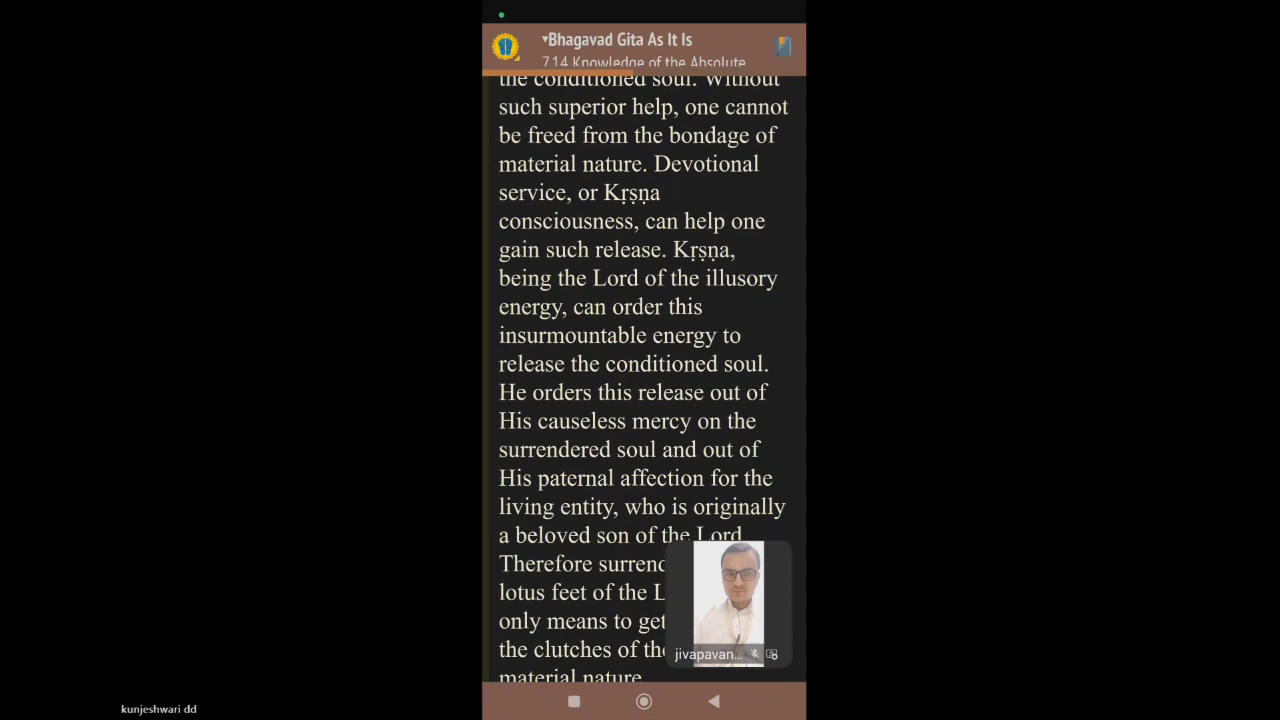 ▾Bhagavad Gita As It Is
7.14 Knowledge of the Absolute
the conditioned soul. Without
such superior help, one cannot
be freed from the bondage of
material nature. Devotional
service, or Kṛṣṇa
consciousness, can help one
gain such release. Kṛṣṇa,
being the Lord of the illusory
energy, can order this
insurmountable energy to
release the conditioned soul.
He orders this release out of
His causeless mercy on the
surrendered soul and out of
His paternal affection for the
living entity, who is originally
a beloved son of the Lord.
Therefore surrend
lotus feet of the L
only means to get
the clutches of the
material nature.
jivapavan...
kunjeshwari dd